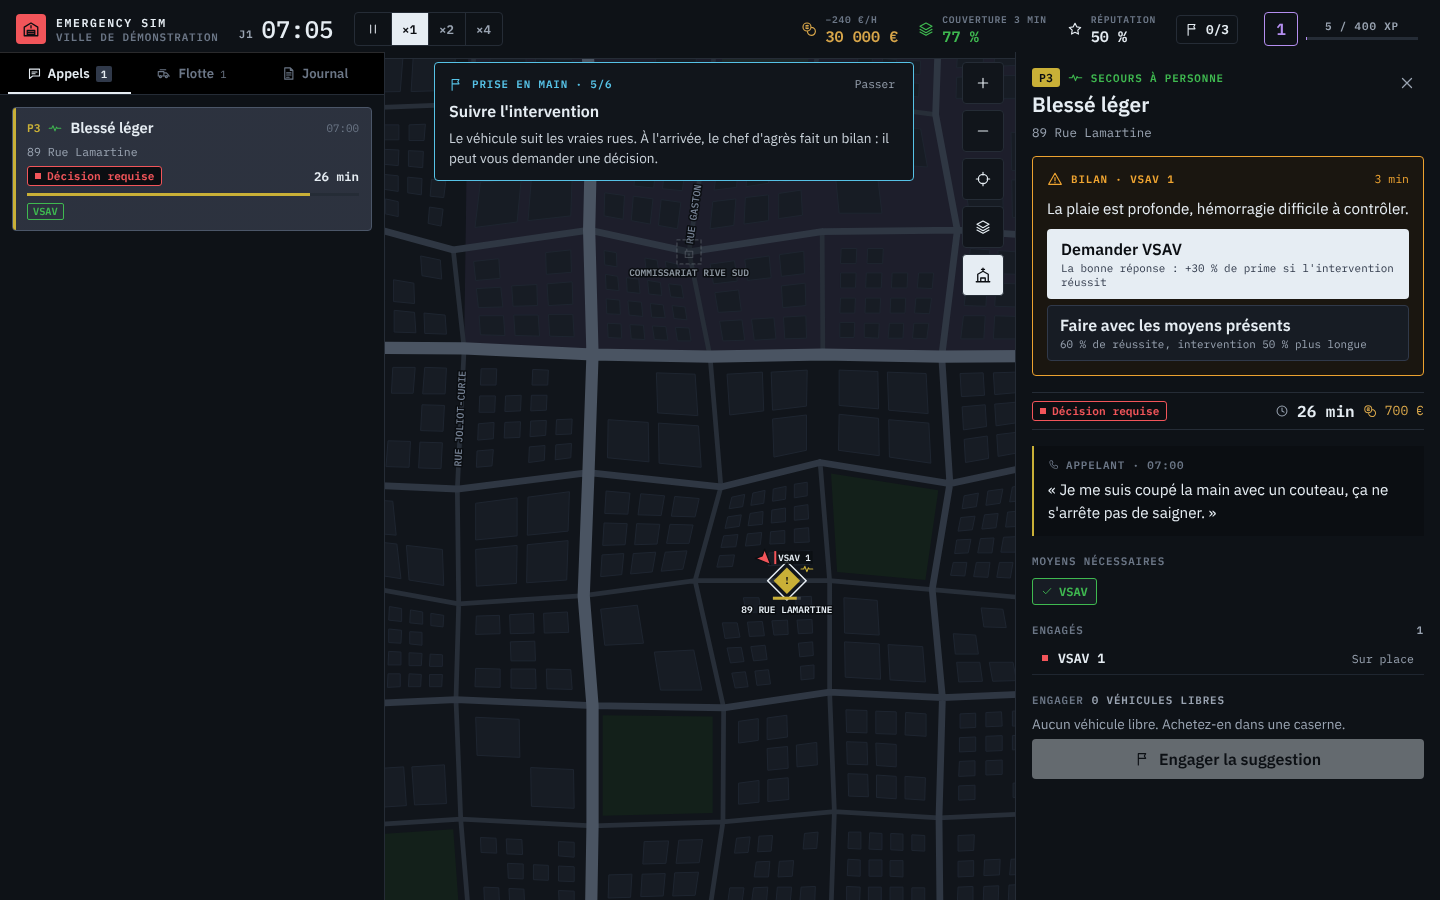 EMERGENCY SIM
VILLE DE DÉMONSTRATION
J1 07:05
×1 ×2 ×4
−240 €/H
30 000 €
COUVERTURE 3 MIN
77 %
RÉPUTATION
50 %
0/3
1
5 / 400 XP
Appels 1
Flotte 1
Journal
P3 Blessé léger 07:00
89 Rue Lamartine
Décision requise 26 min
VSAV
PRISE EN MAIN · 5/6 Passer
Suivre l'intervention
Le véhicule suit les vraies rues. À l'arrivée, le chef d'agrès fait un bilan : il
peut vous demander une décision.
RUE GASTON
COMMISSARIAT RIVE SUD
RUE JOLIOT-CURIE
VSAV 1
!
89 RUE LAMARTINE
P3 SECOURS À PERSONNE
Blessé léger
89 Rue Lamartine
BILAN · VSAV 1 3 min
La plaie est profonde, hémorragie difficile à contrôler.
Demander VSAV
La bonne réponse : +30 % de prime si l'intervention
réussit
Faire avec les moyens présents
60 % de réussite, intervention 50 % plus longue
Décision requise 26 min 700 €
APPELANT · 07:00
« Je me suis coupé la main avec un couteau, ça ne
s'arrête pas de saigner. »
MOYENS NÉCESSAIRES
VSAV
ENGAGÉS 1
VSAV 1 Sur place
ENGAGER 0 VÉHICULES LIBRES
Aucun véhicule libre. Achetez-en dans une caserne.
Engager la suggestion